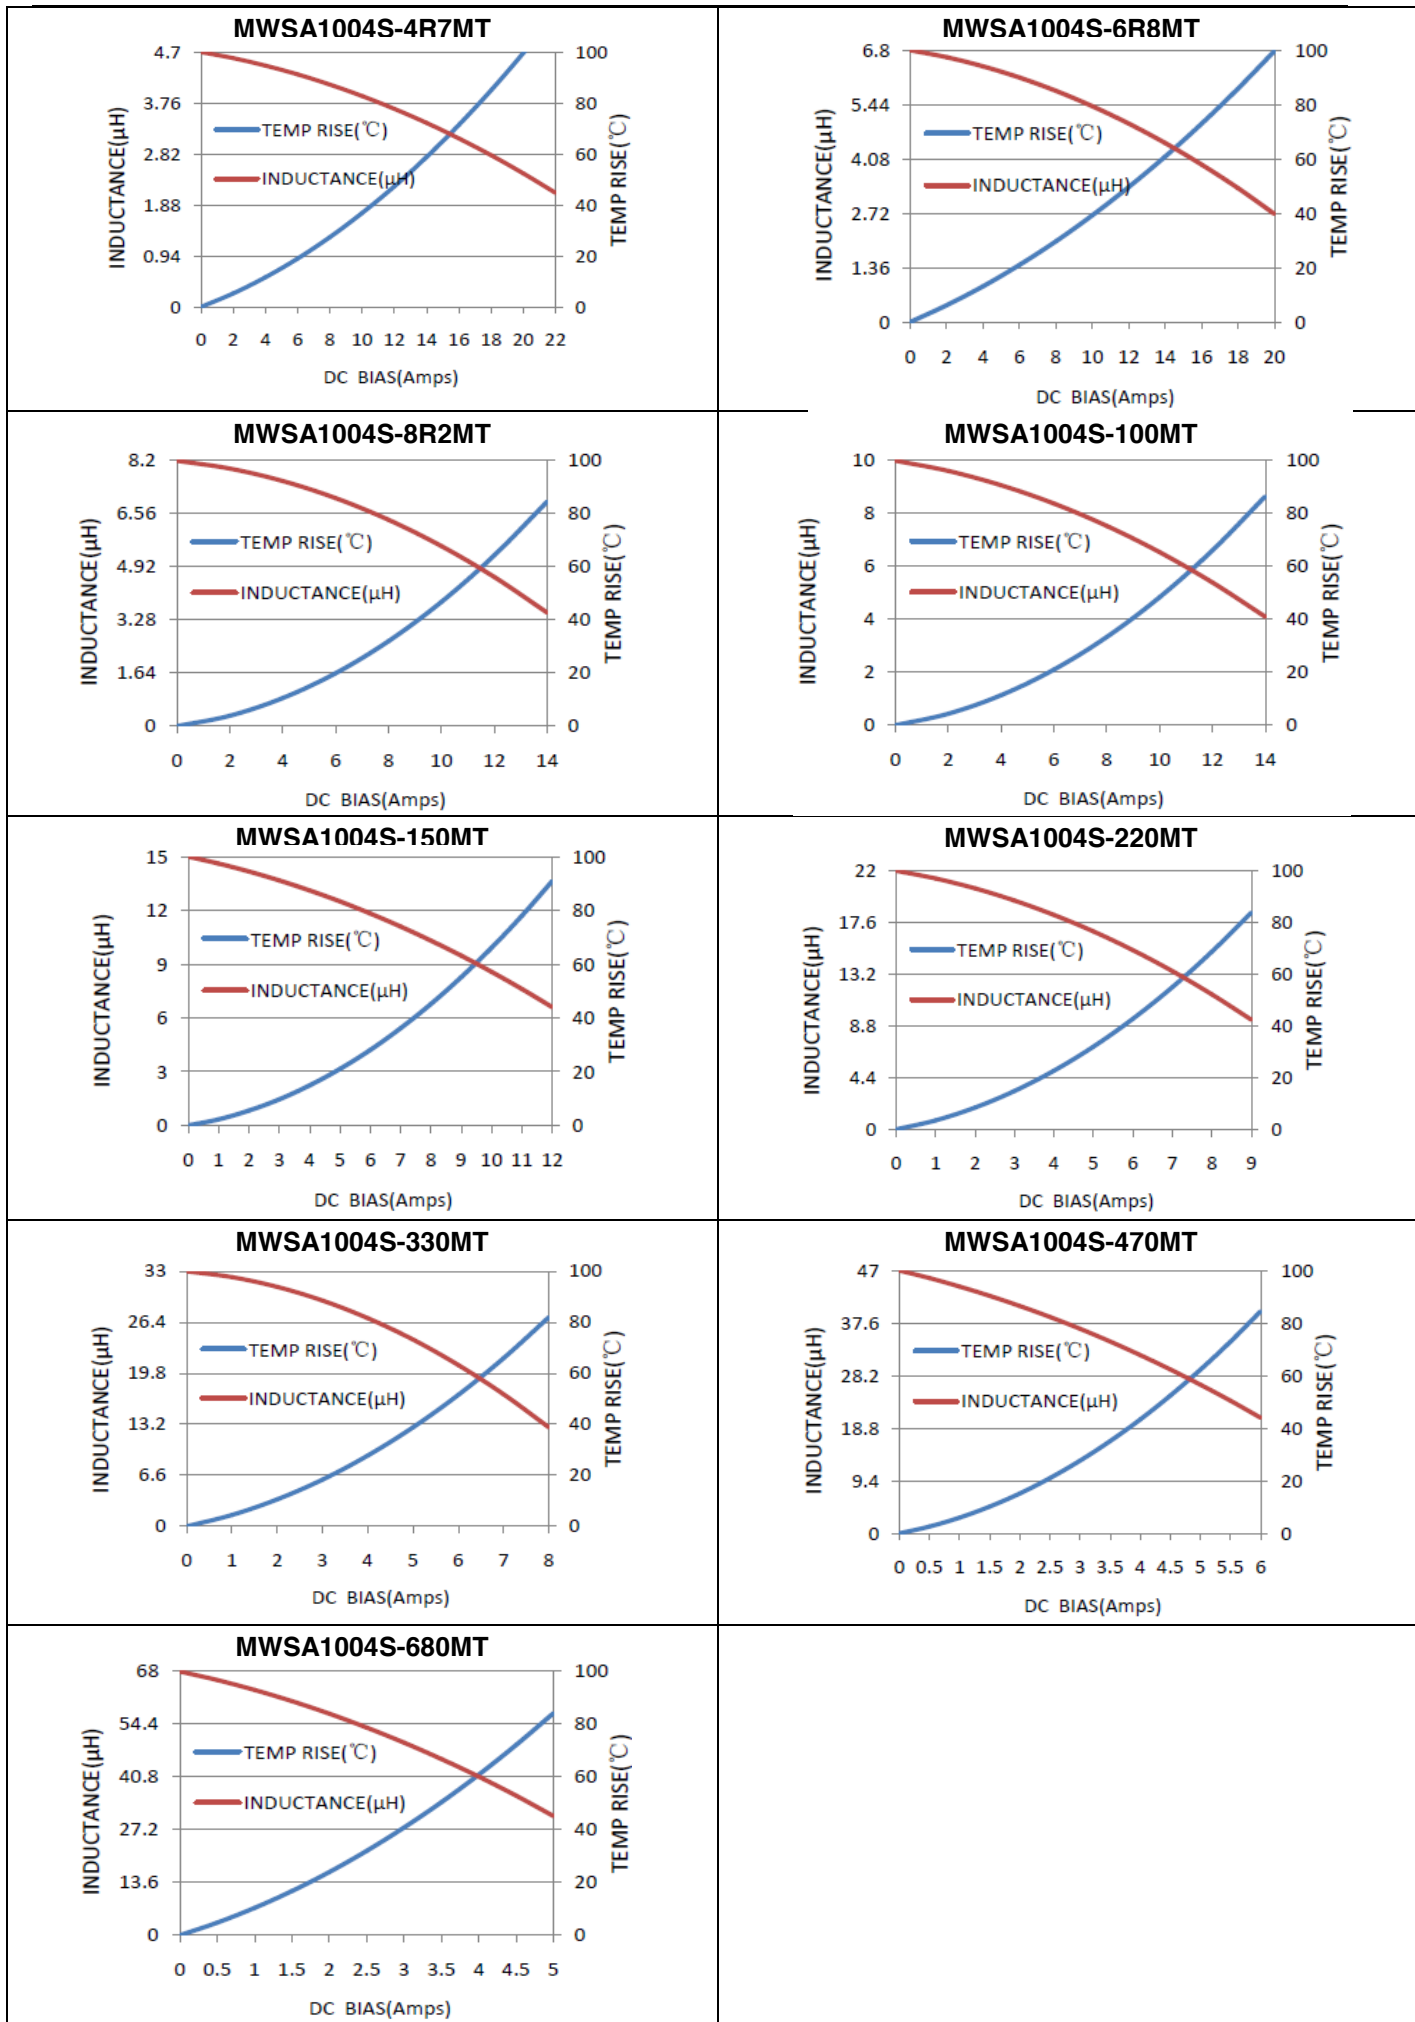 MWSA1004S-4R7MT
4.7
3.76
2.82
1.88
0.94
0
INDUCTANCE(μH)
TEMP RISE(℃)
INDUCTANCE(μH)
100
80
60
40
20
0
TEMP RISE(℃)
0 2 4 6 8 10 12 14 16 18 20 22
DC BIAS(Amps)
MWSA1004S-6R8MT
6.8
5.44
4.08
2.72
1.36
0
INDUCTANCE(μH)
TEMP RISE(℃)
INDUCTANCE(μH)
100
80
60
40
20
0
TEMP RISE(℃)
0 2 4 6 8 10 12 14 16 18 20
DC BIAS(Amps)
MWSA1004S-8R2MT
8.2
6.56
4.92
3.28
1.64
0
INDUCTANCE(μH)
TEMP RISE(℃)
INDUCTANCE(μH)
100
80
60
40
20
0
TEMP RISE(℃)
0 2 4 6 8 10 12 14
DC BIAS(Amps)
MWSA1004S-100MT
10
8
6
4
2
0
INDUCTANCE(μH)
TEMP RISE(℃)
INDUCTANCE(μH)
100
80
60
40
20
0
TEMP RISE(℃)
0 2 4 6 8 10 12 14
DC BIAS(Amps)
MWSA1004S-150MT
15
12
9
6
3
0
INDUCTANCE(μH)
TEMP RISE(℃)
INDUCTANCE(μH)
100
80
60
40
20
0
TEMP RISE(℃)
0 1 2 3 4 5 6 7 8 9 10 11 12
DC BIAS(Amps)
MWSA1004S-220MT
22
17.6
13.2
8.8
4.4
0
INDUCTANCE(μH)
TEMP RISE(℃)
INDUCTANCE(μH)
100
80
60
40
20
0
TEMP RISE(℃)
0 1 2 3 4 5 6 7 8 9
DC BIAS(Amps)
MWSA1004S-330MT
33
26.4
19.8
13.2
6.6
0
INDUCTANCE(μH)
TEMP RISE(℃)
INDUCTANCE(μH)
100
80
60
40
20
0
TEMP RISE(℃)
0 1 2 3 4 5 6 7 8
DC BIAS(Amps)
MWSA1004S-470MT
47
37.6
28.2
18.8
9.4
0
INDUCTANCE(μH)
TEMP RISE(℃)
INDUCTANCE(μH)
100
80
60
40
20
0
TEMP RISE(℃)
0 0.5 1 1.5 2 2.5 3 3.5 4 4.5 5 5.5 6
DC BIAS(Amps)
MWSA1004S-680MT
68
54.4
40.8
27.2
13.6
0
INDUCTANCE(μH)
TEMP RISE(℃)
INDUCTANCE(μH)
100
80
60
40
20
0
TEMP RISE(℃)
0 0.5 1 1.5 2 2.5 3 3.5 4 4.5 5
DC BIAS(Amps)